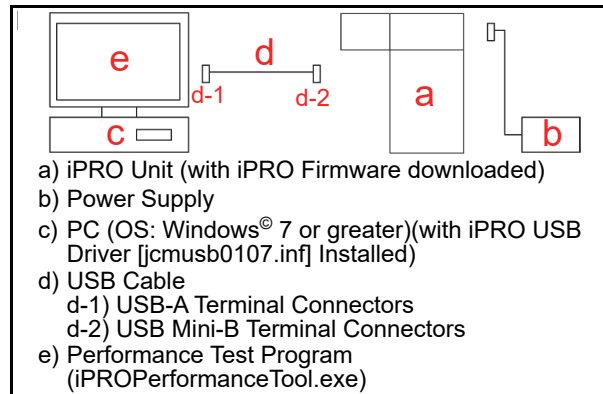 e
d
d-1
d-2
a
c
b
a) iPRO Unit (with iPRO Firmware downloaded)
b) Power Supply
c) PC (OS: Windows© 7 or greater)(with iPRO USB
Driver [jcmusb0107.inf] Installed)
d) USB Cable
d-1) USB-A Terminal Connectors
d-2) USB Mini-B Terminal Connectors
e) Performance Test Program
(iPROPerformanceTool.exe)